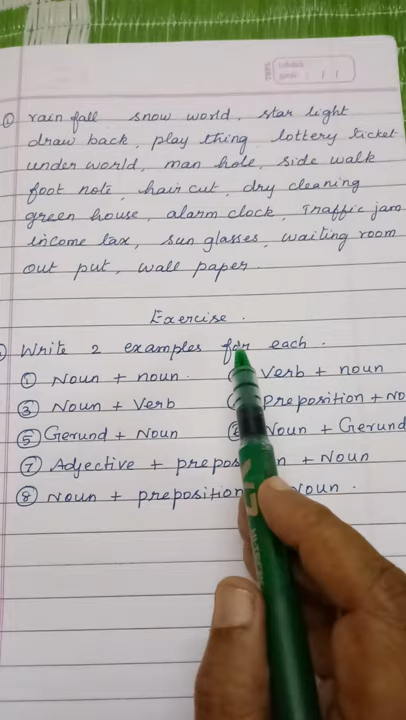 rain fall snow world, star light
draw back, play thing lottery ticket
under world, man hole, side walk
foot note, hair cut, dry cleaning
green house, alarm clock, Traffic jam
income tax, sun glasses, waiting room
out put, wall paper.
Exercise.
Write 2 examples for each.
① Noun + noun. Verb + noun
③ Noun + Verb Preposition + No
⑤ Gerund + Noun Noun + Gerund
⑦ Adjective + prepos n + Noun
⑧ Noun + preposition Noun.